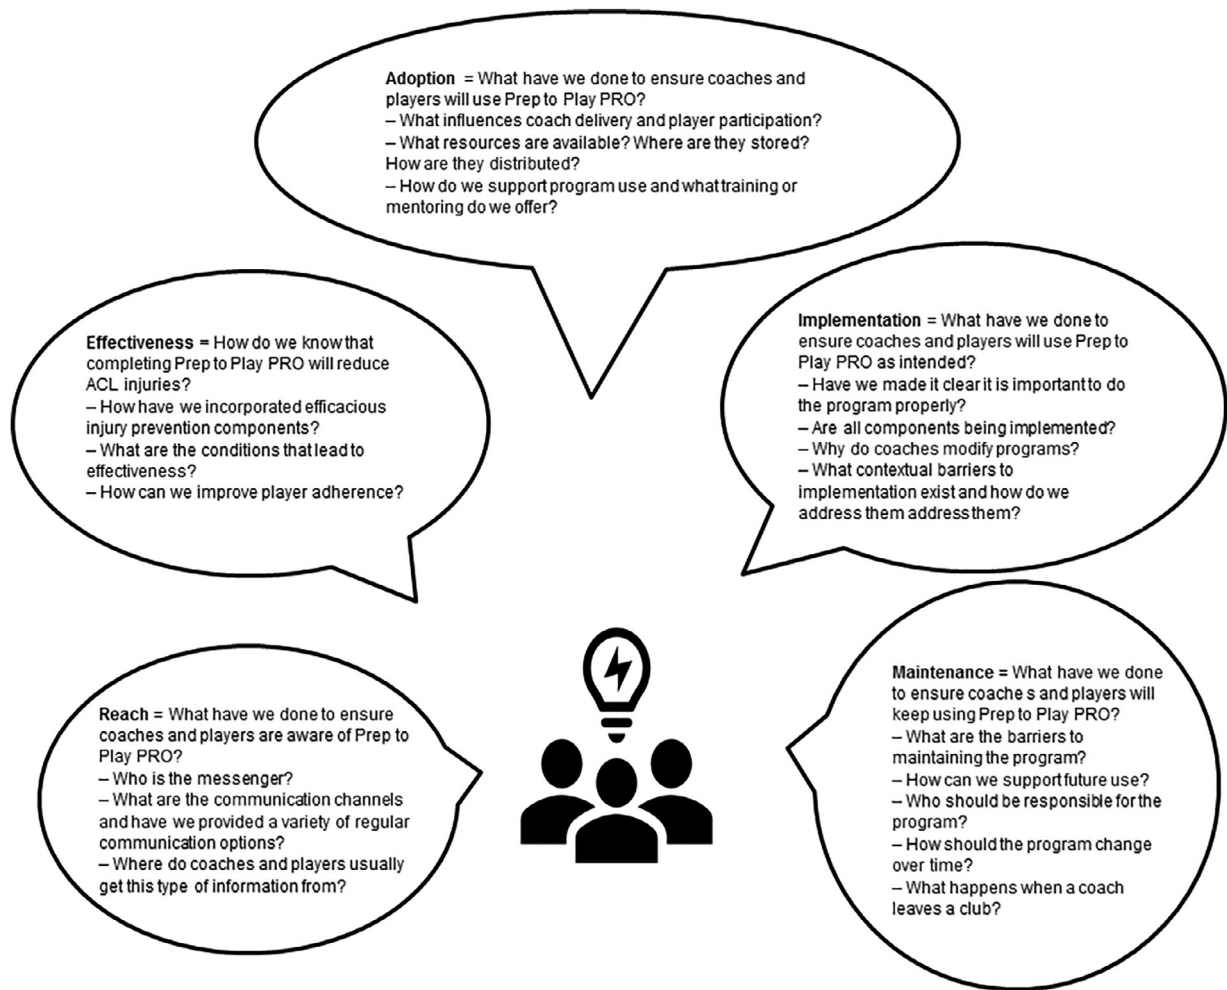 Adoption = What have we done to ensure coaches and
players will use Prep to Play PRO?
– What influences coach delivery and player participation?
– What resources are available? Where are they stored?
How are they distributed?
– How do we support program use and what training or
mentoring do we offer?
Effectiveness = How do we know that
completing Prep to Play PRO will reduce
ACL injuries?
– How have we incorporated efficacious
injury prevention components?
– What are the conditions that lead to
effectiveness?
– How can we improve player adherence?
Implementation = What have we done to
ensure coaches and players will use Prep to
Play PRO as intended?
– Have we made it clear it is important to do
the program properly?
– Are all components being implemented?
– Why do coaches modify programs?
– What contextual barriers to
implementation exist and how do we
address them address them?
Reach = What have we done to ensure
coaches and players are aware of Prep to
Play PRO?
– Who is the messenger?
– What are the communication channels
and have we provided a variety of regular
communication options?
– Where do coaches and players usually
get this type of information from?
Maintenance = What have we done
to ensure coache s and players will
keep using Prep to Play PRO?
– What are the barriers to
maintaining the program?
– How can we support future use?
– Who should be responsible for the
program?
– How should the program change
over time?
– What happens when a coach
leaves a club?